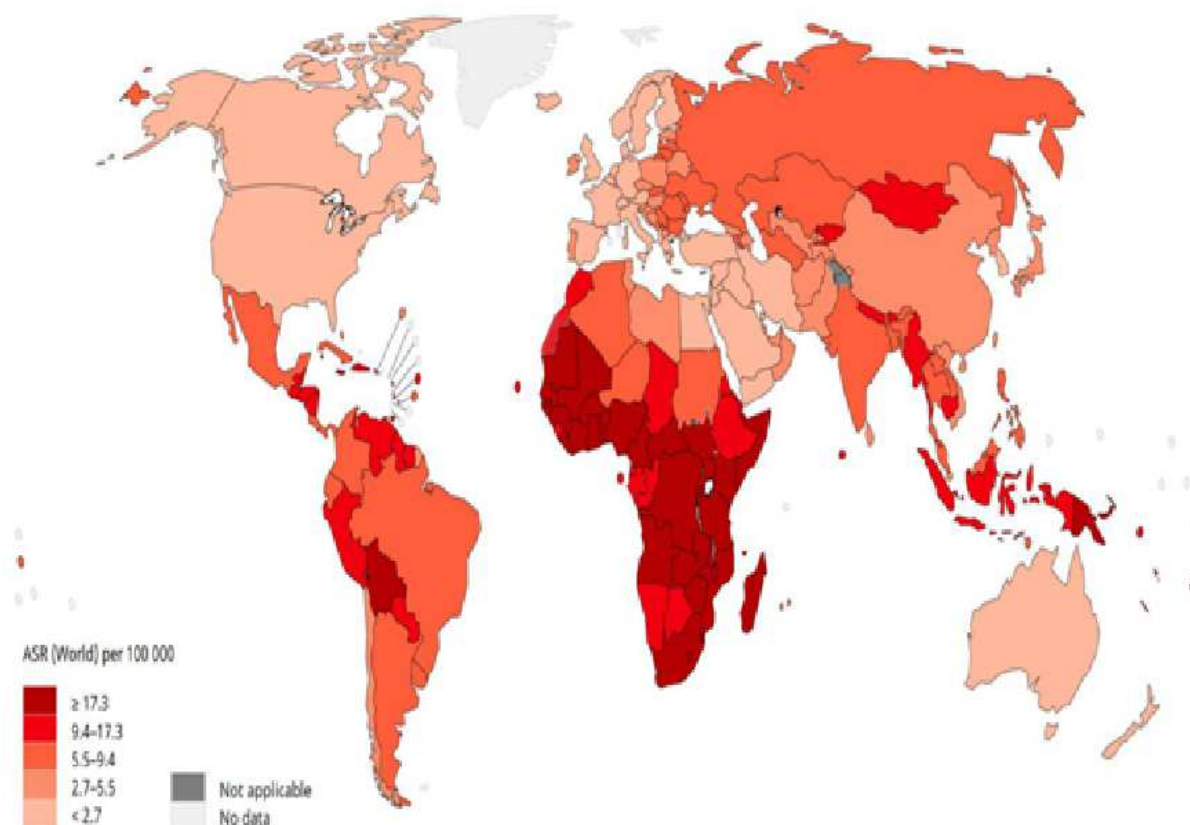 ASR (World) per 100 000
≥ 17.3
9.4–17.3
5.5–9.4
2.7–5.5
< 2.7
Not applicable
No data